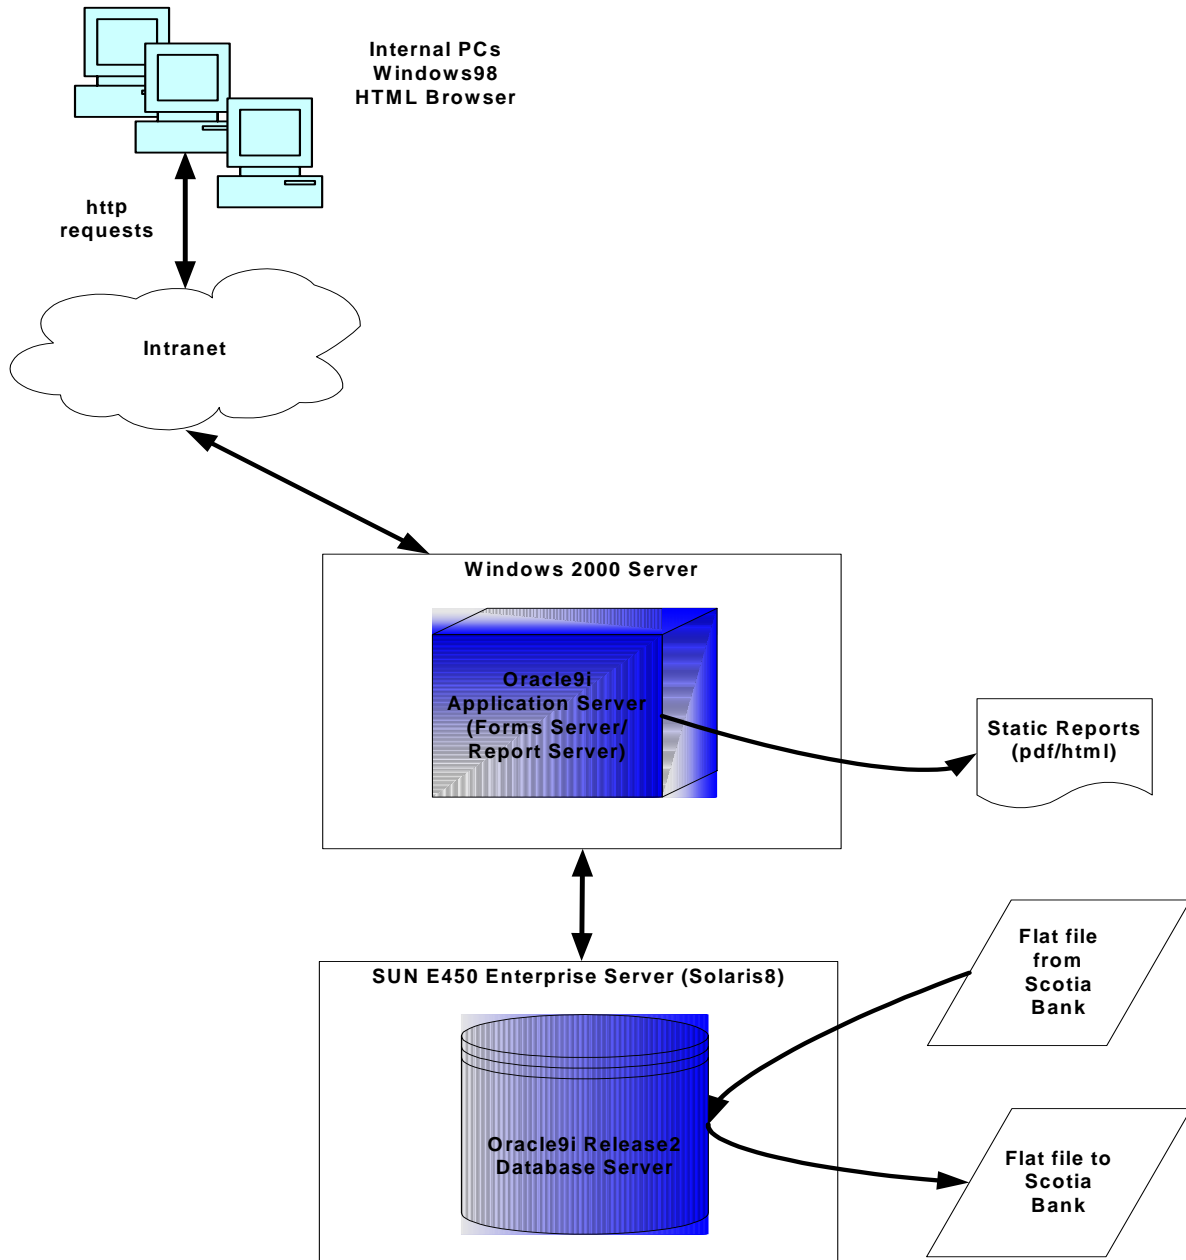 Internal PCs
Windows98
HTML Browser
http
requests
Intranet
Windows 2000 Server
Oracle9i
Application Server
(Forms Server/
Report Server)
Static Reports
(pdf/html)
Flat file
from
Scotia
Bank
SUN E450 Enterprise Server (Solaris8)
Oracle9i Release2
Database Server
Flat file to
Scotia
Bank